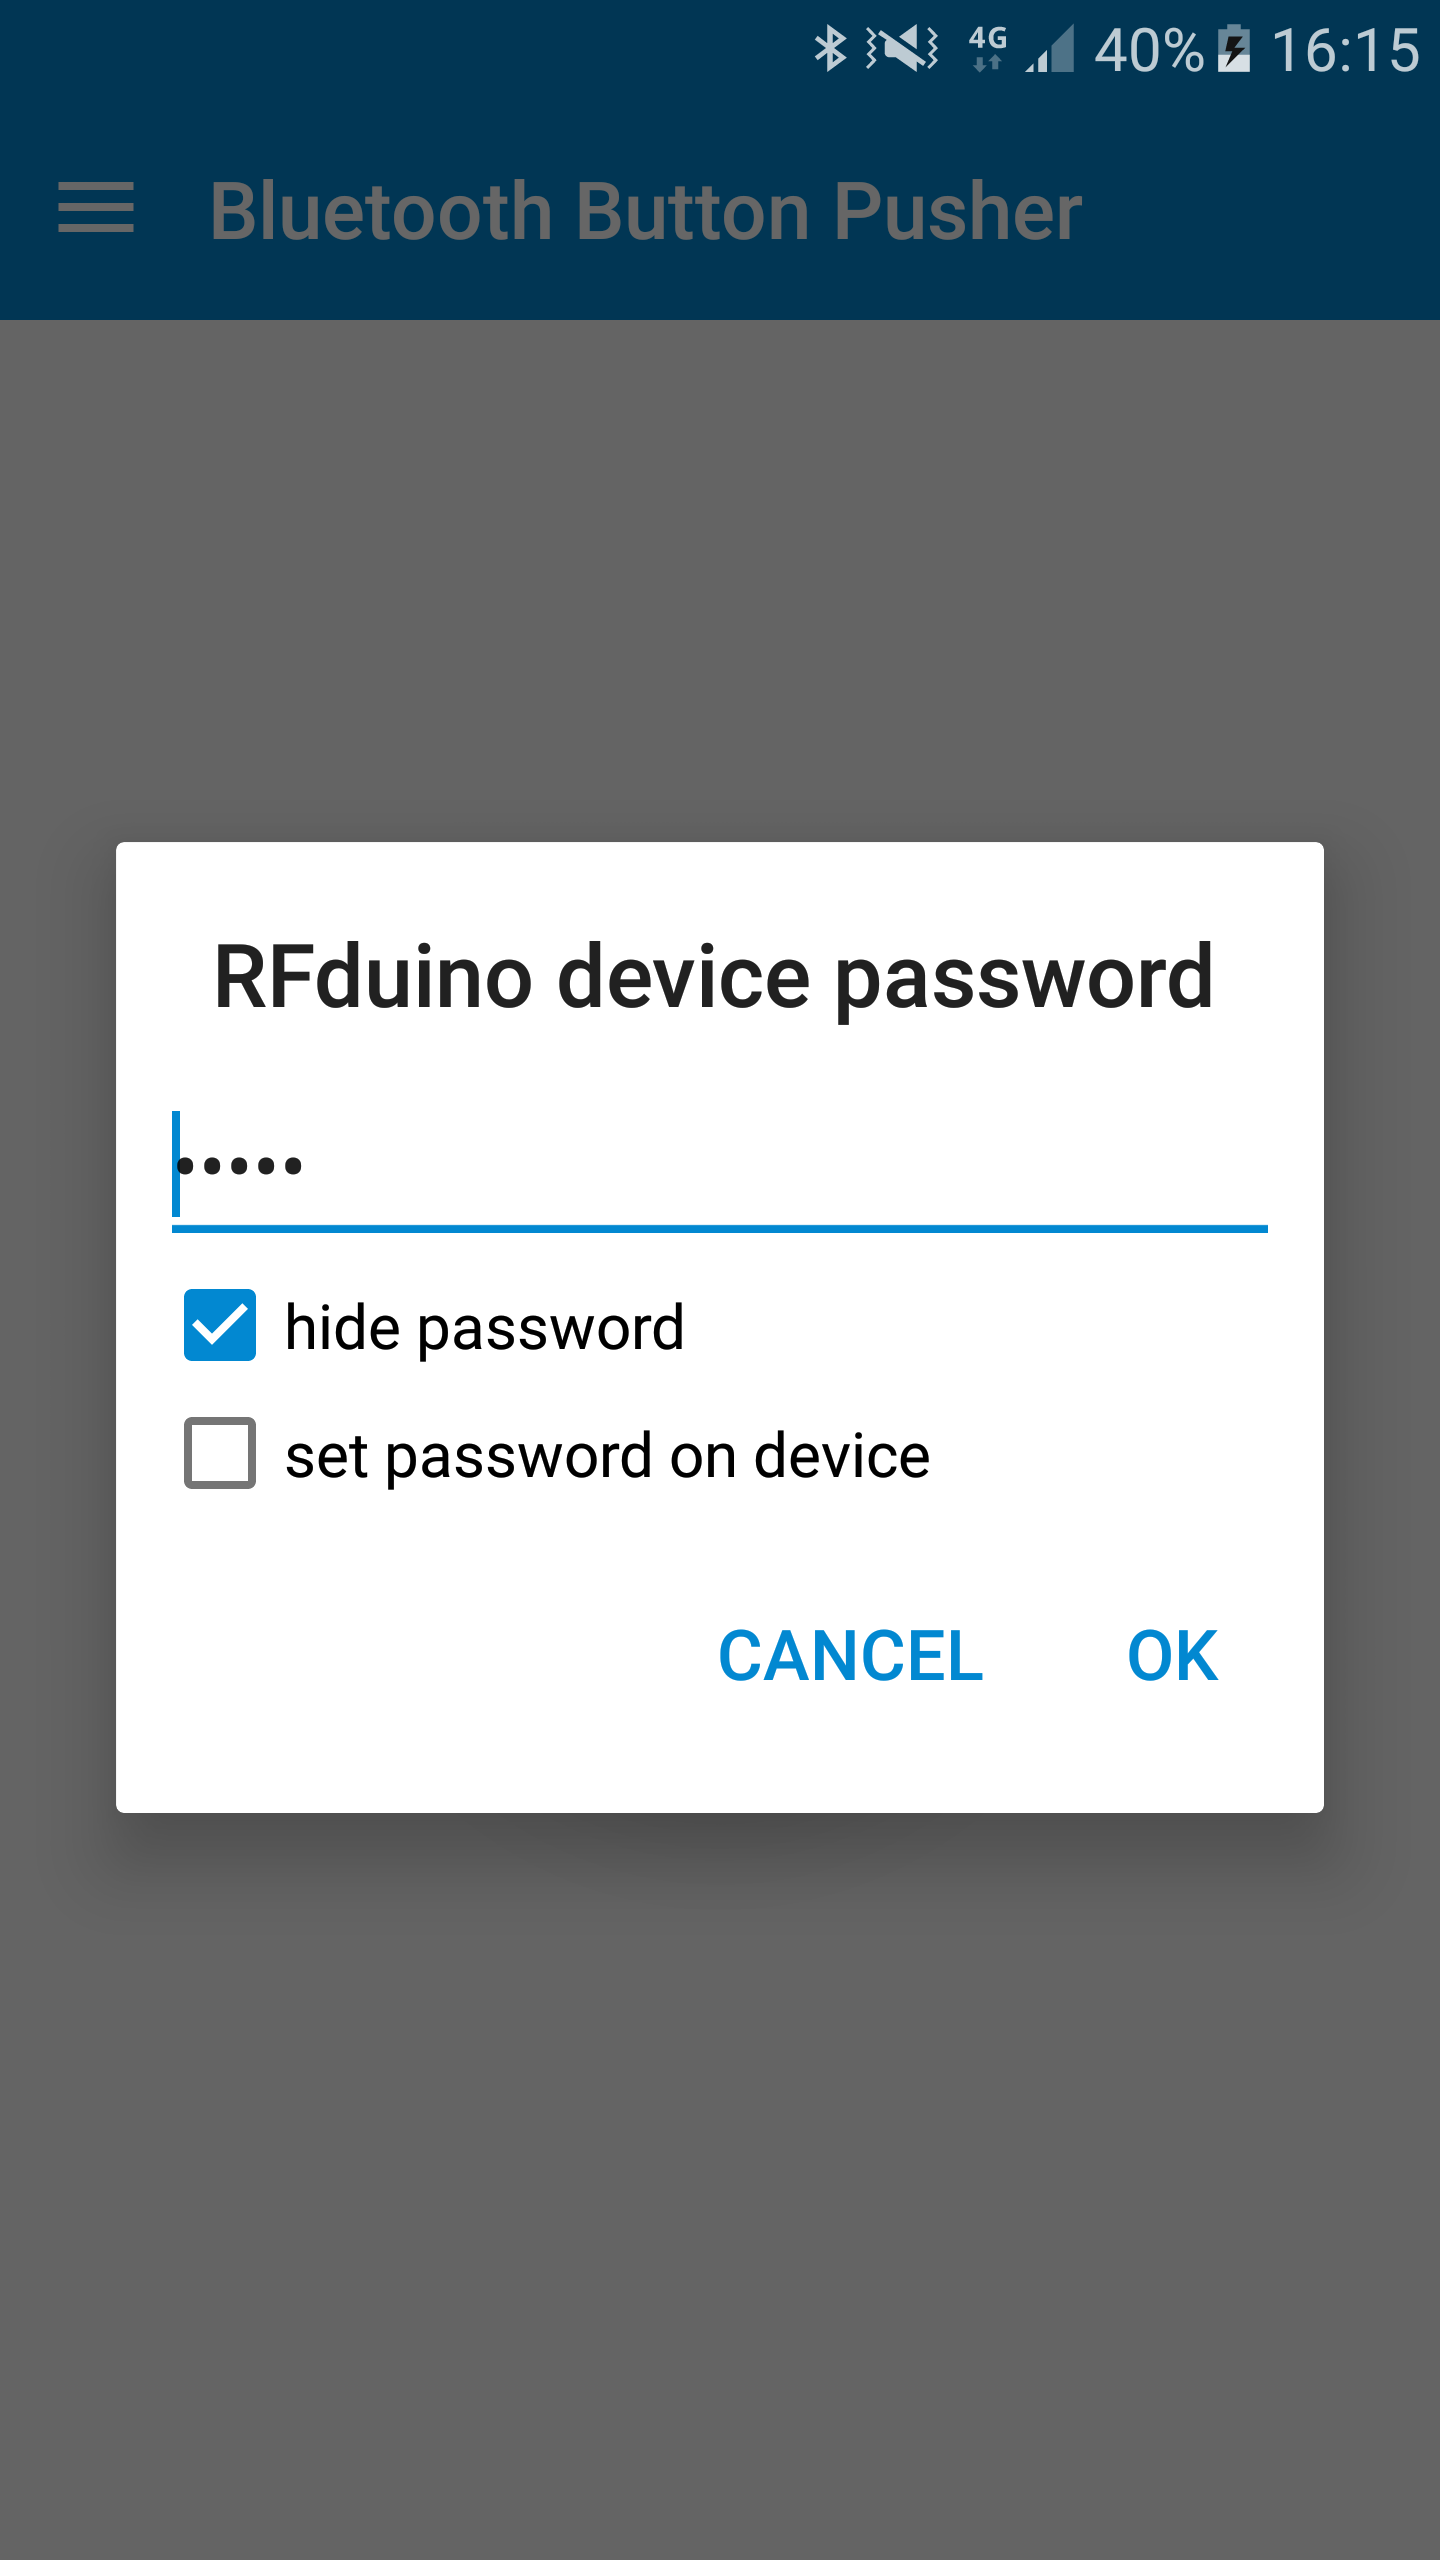 4G 40% 16:15
Bluetooth Button Pusher
RFduino device password
•••••
hide password
set password on device
CANCEL OK